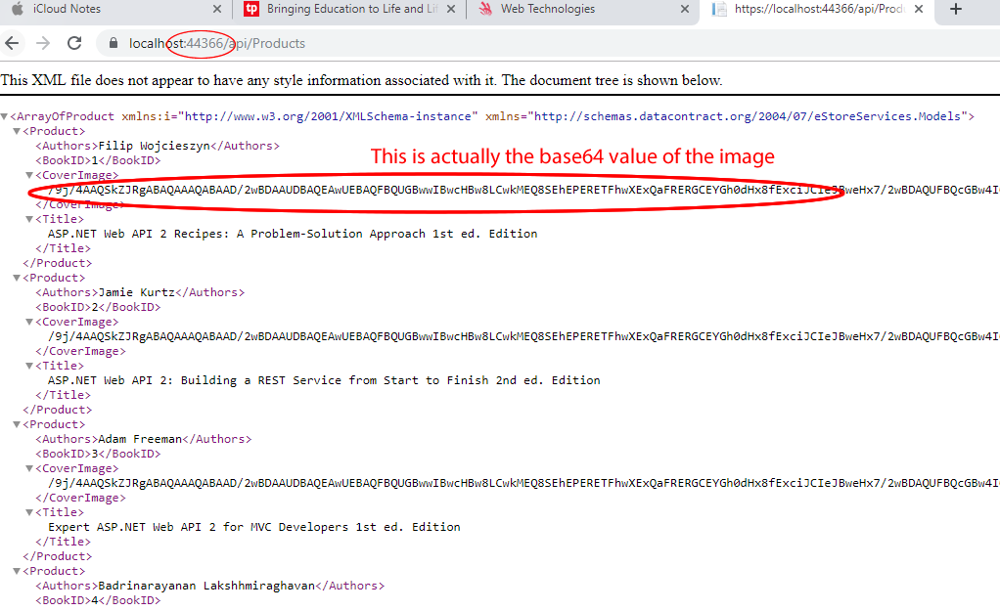 iCloud Notes
Bringing Education to Life and Li
Web Technologies
https://localhost:44366/api/Produ
localhost:44366/api/Products
This XML file does not appear to have any style information associated with it. The document tree is shown below.
▼<ArrayOfProduct xmlns:i="http://www.w3.org/2001/XMLSchema-instance" xmlns="http://schemas.datacontract.org/2004/07/eStoreServices.Models">
▼<Product>
<Authors>Filip Wojcieszyn</Authors>
<BookID>1</BookID>
This is actually the base64 value of the image
▼<CoverImage>
/9j/4AAQSkZJRgABAQAAAQABAAD/2wBDAAUDBAQEAwUEBAQFBQUGBwwIBwcHBw8LCwkMEQ8SEhEPERETFhwXExQaFRERGCEYGh0dHx8fExciJCIeJBweHx7/2wBDAQUFBQcGBw4I
</CoverImage>
▼<Title>
ASP.NET Web API 2 Recipes: A Problem-Solution Approach 1st ed. Edition
</Title>
</Product>
▼<Product>
<Authors>Jamie Kurtz</Authors>
<BookID>2</BookID>
▼<CoverImage>
/9j/4AAQSkZJRgABAQAAAQABAAD/2wBDAAUDBAQEAwUEBAQFBQUGBwwIBwcHBw8LCwkMEQ8SEhEPERETFhwXExQaFRERGCEYGh0dHx8fExciJCIeJBweHx7/2wBDAQUFBQcGBw4I
</CoverImage>
▼<Title>
ASP.NET Web API 2: Building a REST Service from Start to Finish 2nd ed. Edition
</Title>
</Product>
▼<Product>
<Authors>Adam Freeman</Authors>
<BookID>3</BookID>
▼<CoverImage>
/9j/4AAQSkZJRgABAQAAAQABAAD/2wBDAAUDBAQEAwUEBAQFBQUGBwwIBwcHBw8LCwkMEQ8SEhEPERETFhwXExQaFRERGCEYGh0dHx8fExciJCIeJBweHx7/2wBDAQUFBQcGBw4I
</CoverImage>
▼<Title>
Expert ASP.NET Web API 2 for MVC Developers 1st ed. Edition
</Title>
</Product>
▼<Product>
<Authors>Badrinarayanan Lakshhmiraghavan</Authors>
<BookID>4</BookID>